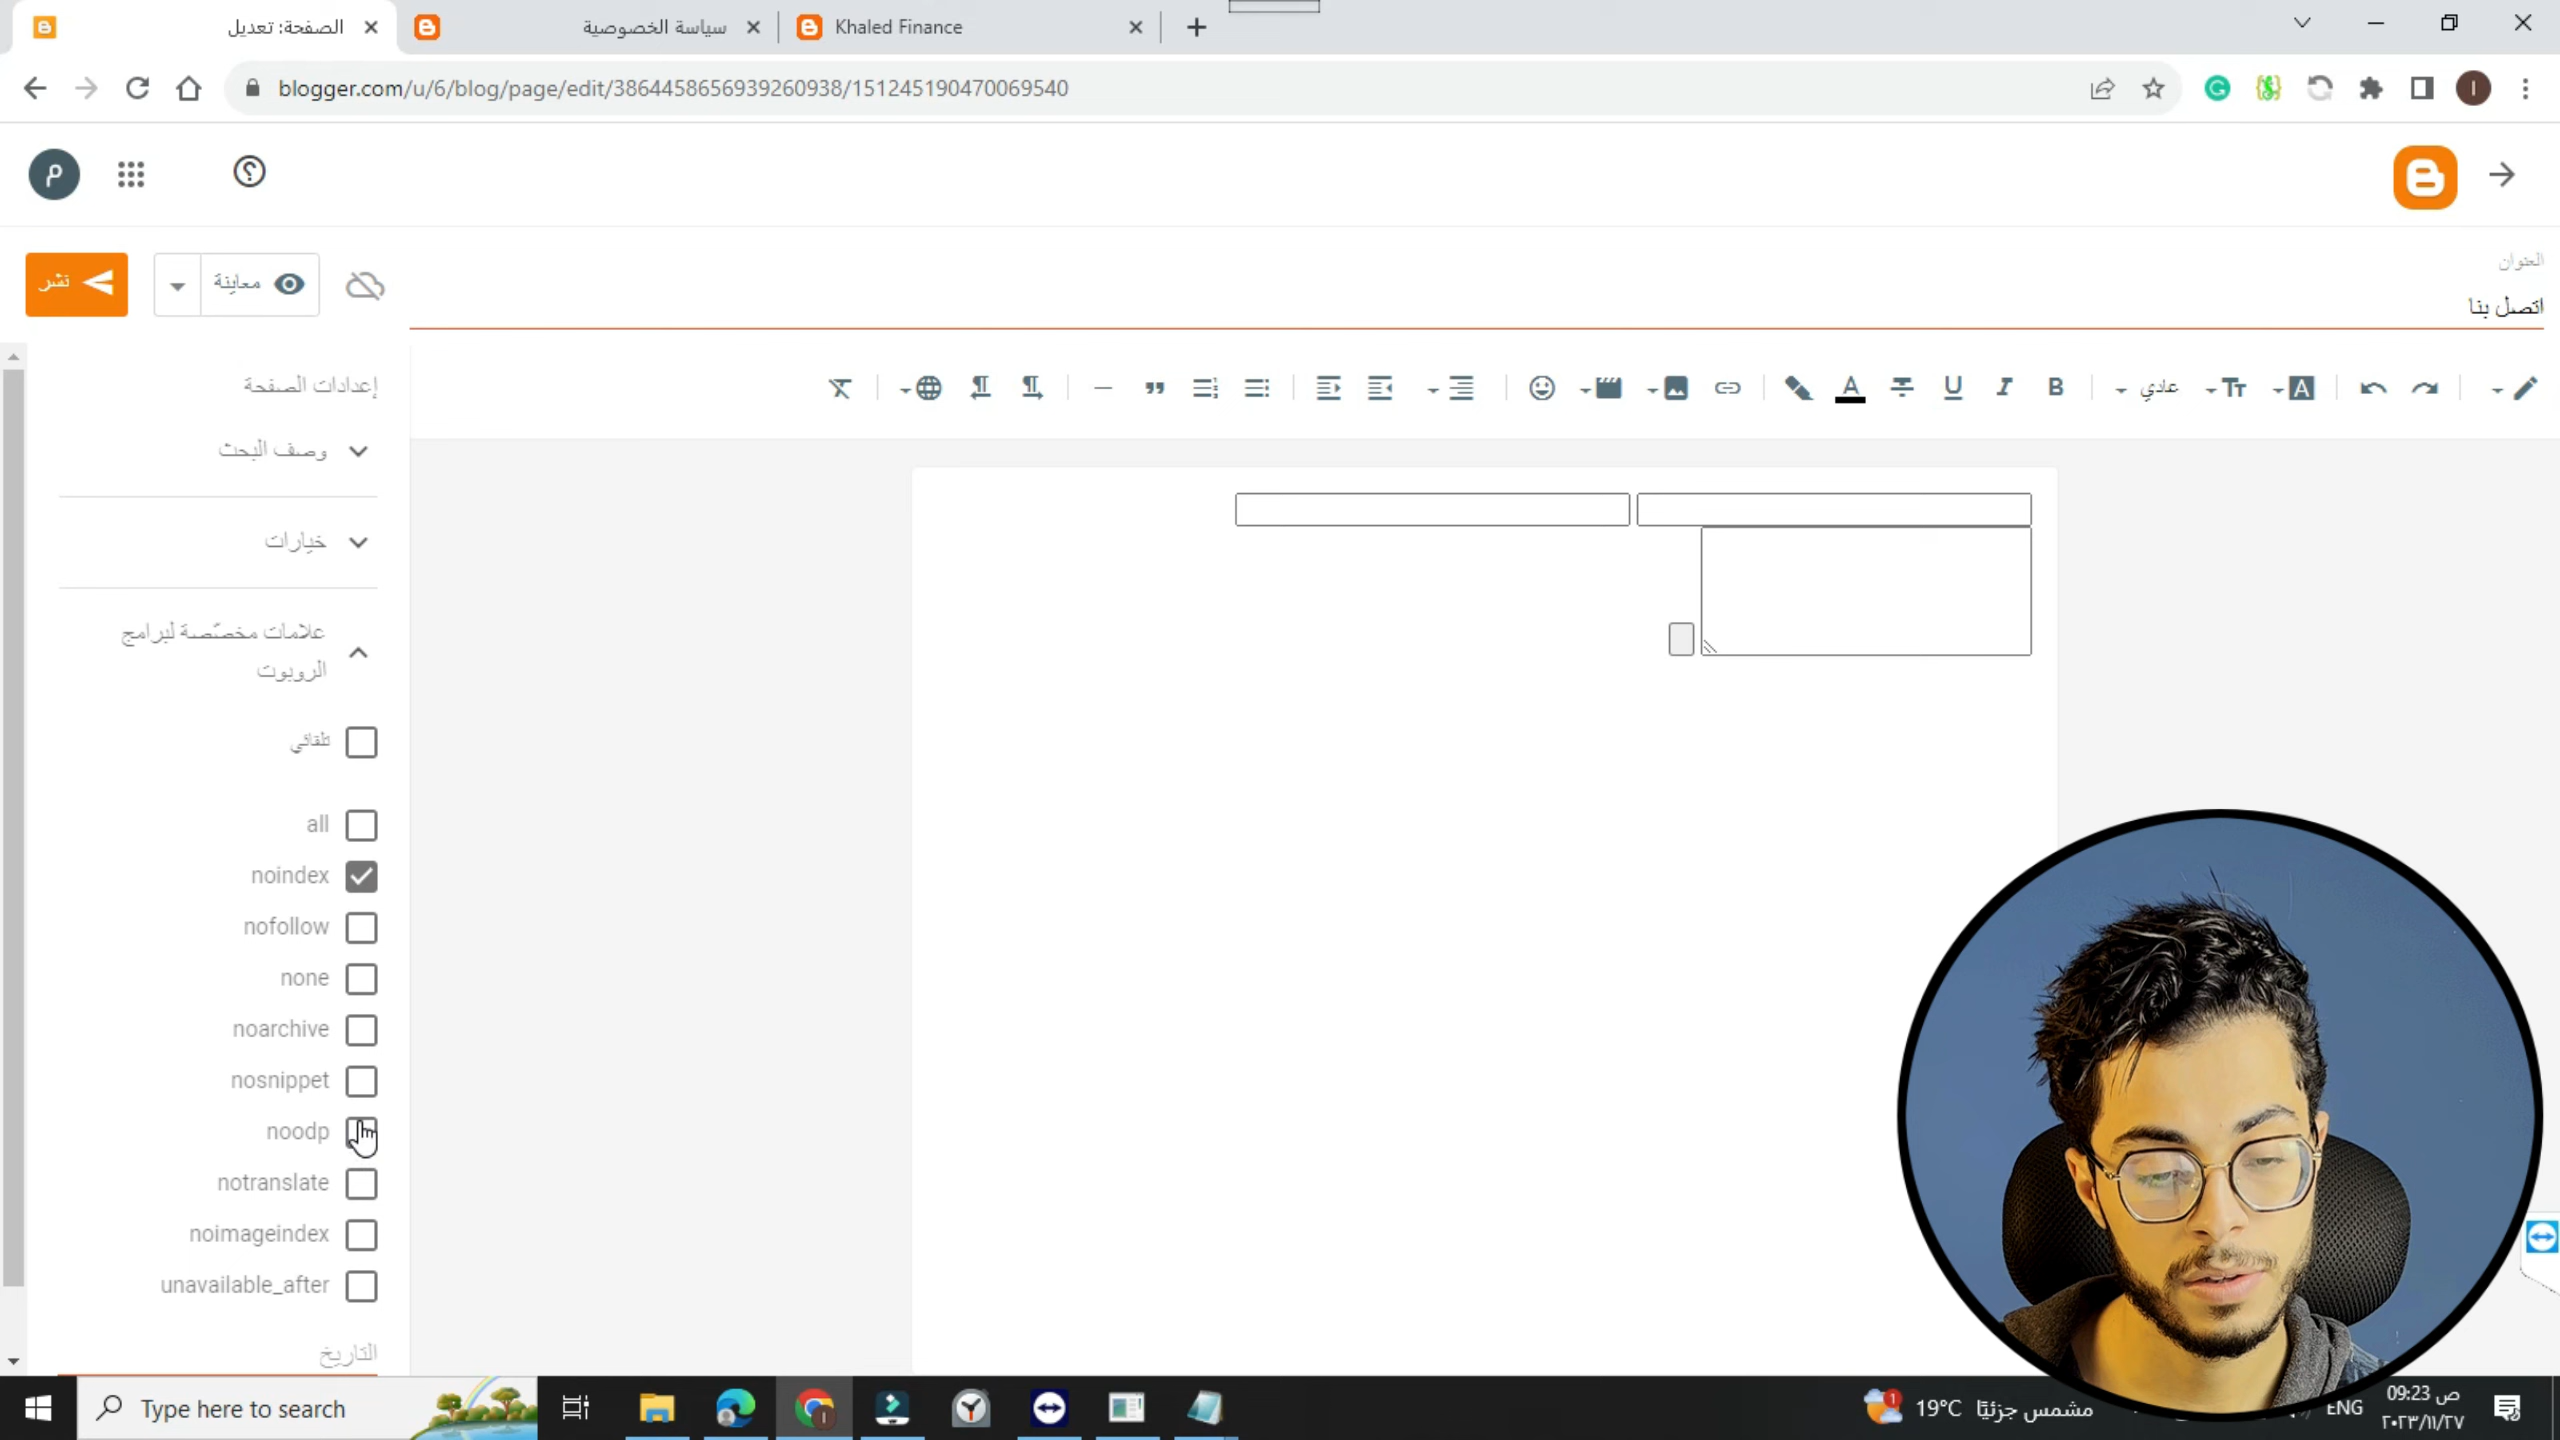 الصفحة: تعديل
سياسة الخصوصية
Khaled Finance
blogger.com/u/6/blog/page/edit/3864458656939260938/151245190470069540
العنوان
اتصل بنا
معاينة
نشر
عادي
إعدادات الصفحة
وصف البحث
خيارات
علامات مخصّصة لبرامج
الروبوت
تلقائي
all
noindex
nofollow
none
noarchive
nosnippet
noodp
notranslate
noimageindex
unavailable_after
التاريخ
Type here to search
19°C مشمس جزئيًا
ENG
09:23 ص
٢٠٢٣/١١/٢٧